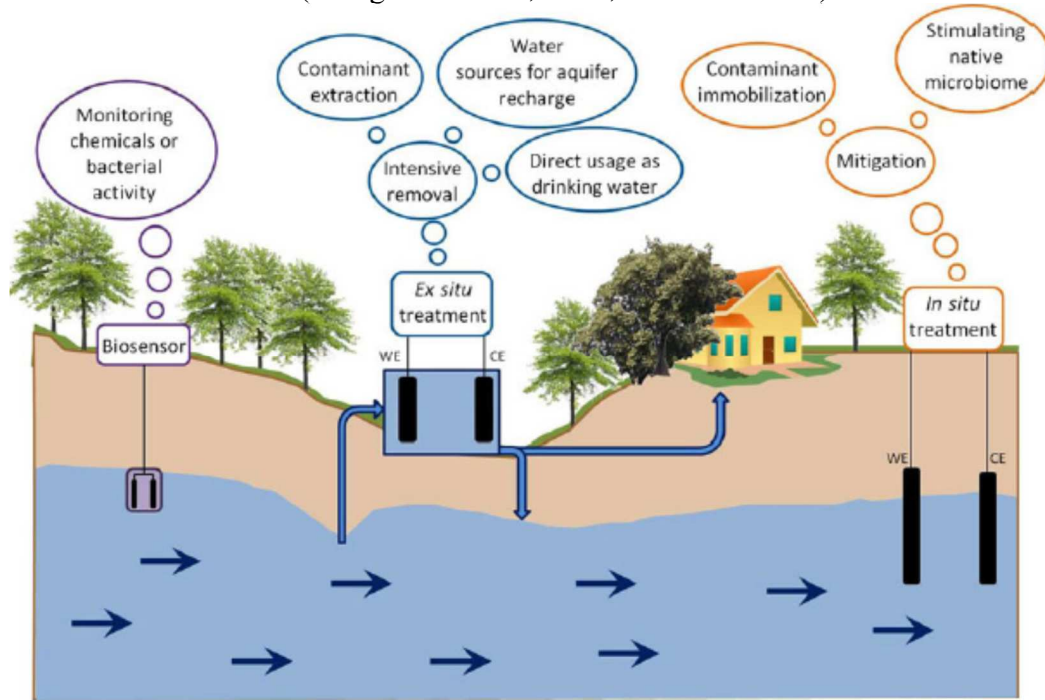 Monitoring
chemicals or
bacterial
activity
Contaminant
extraction
Water
sources for aquifer
recharge
Intensive
removal
Direct usage as
drinking water
Contaminant
immobilization
Stimulating
native
microbiome
Mitigation
Biosensor
Ex situ
treatment
In situ
treatment
WE
CE
WE
CE